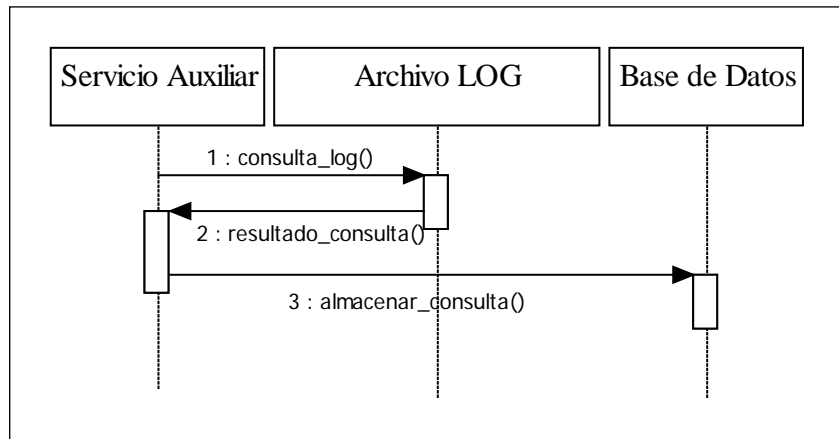 Servicio Auxiliar
Archivo LOG
Base de Datos
1 : consulta_log()
2 : resultado_consulta()
3 : almacenar_consulta()